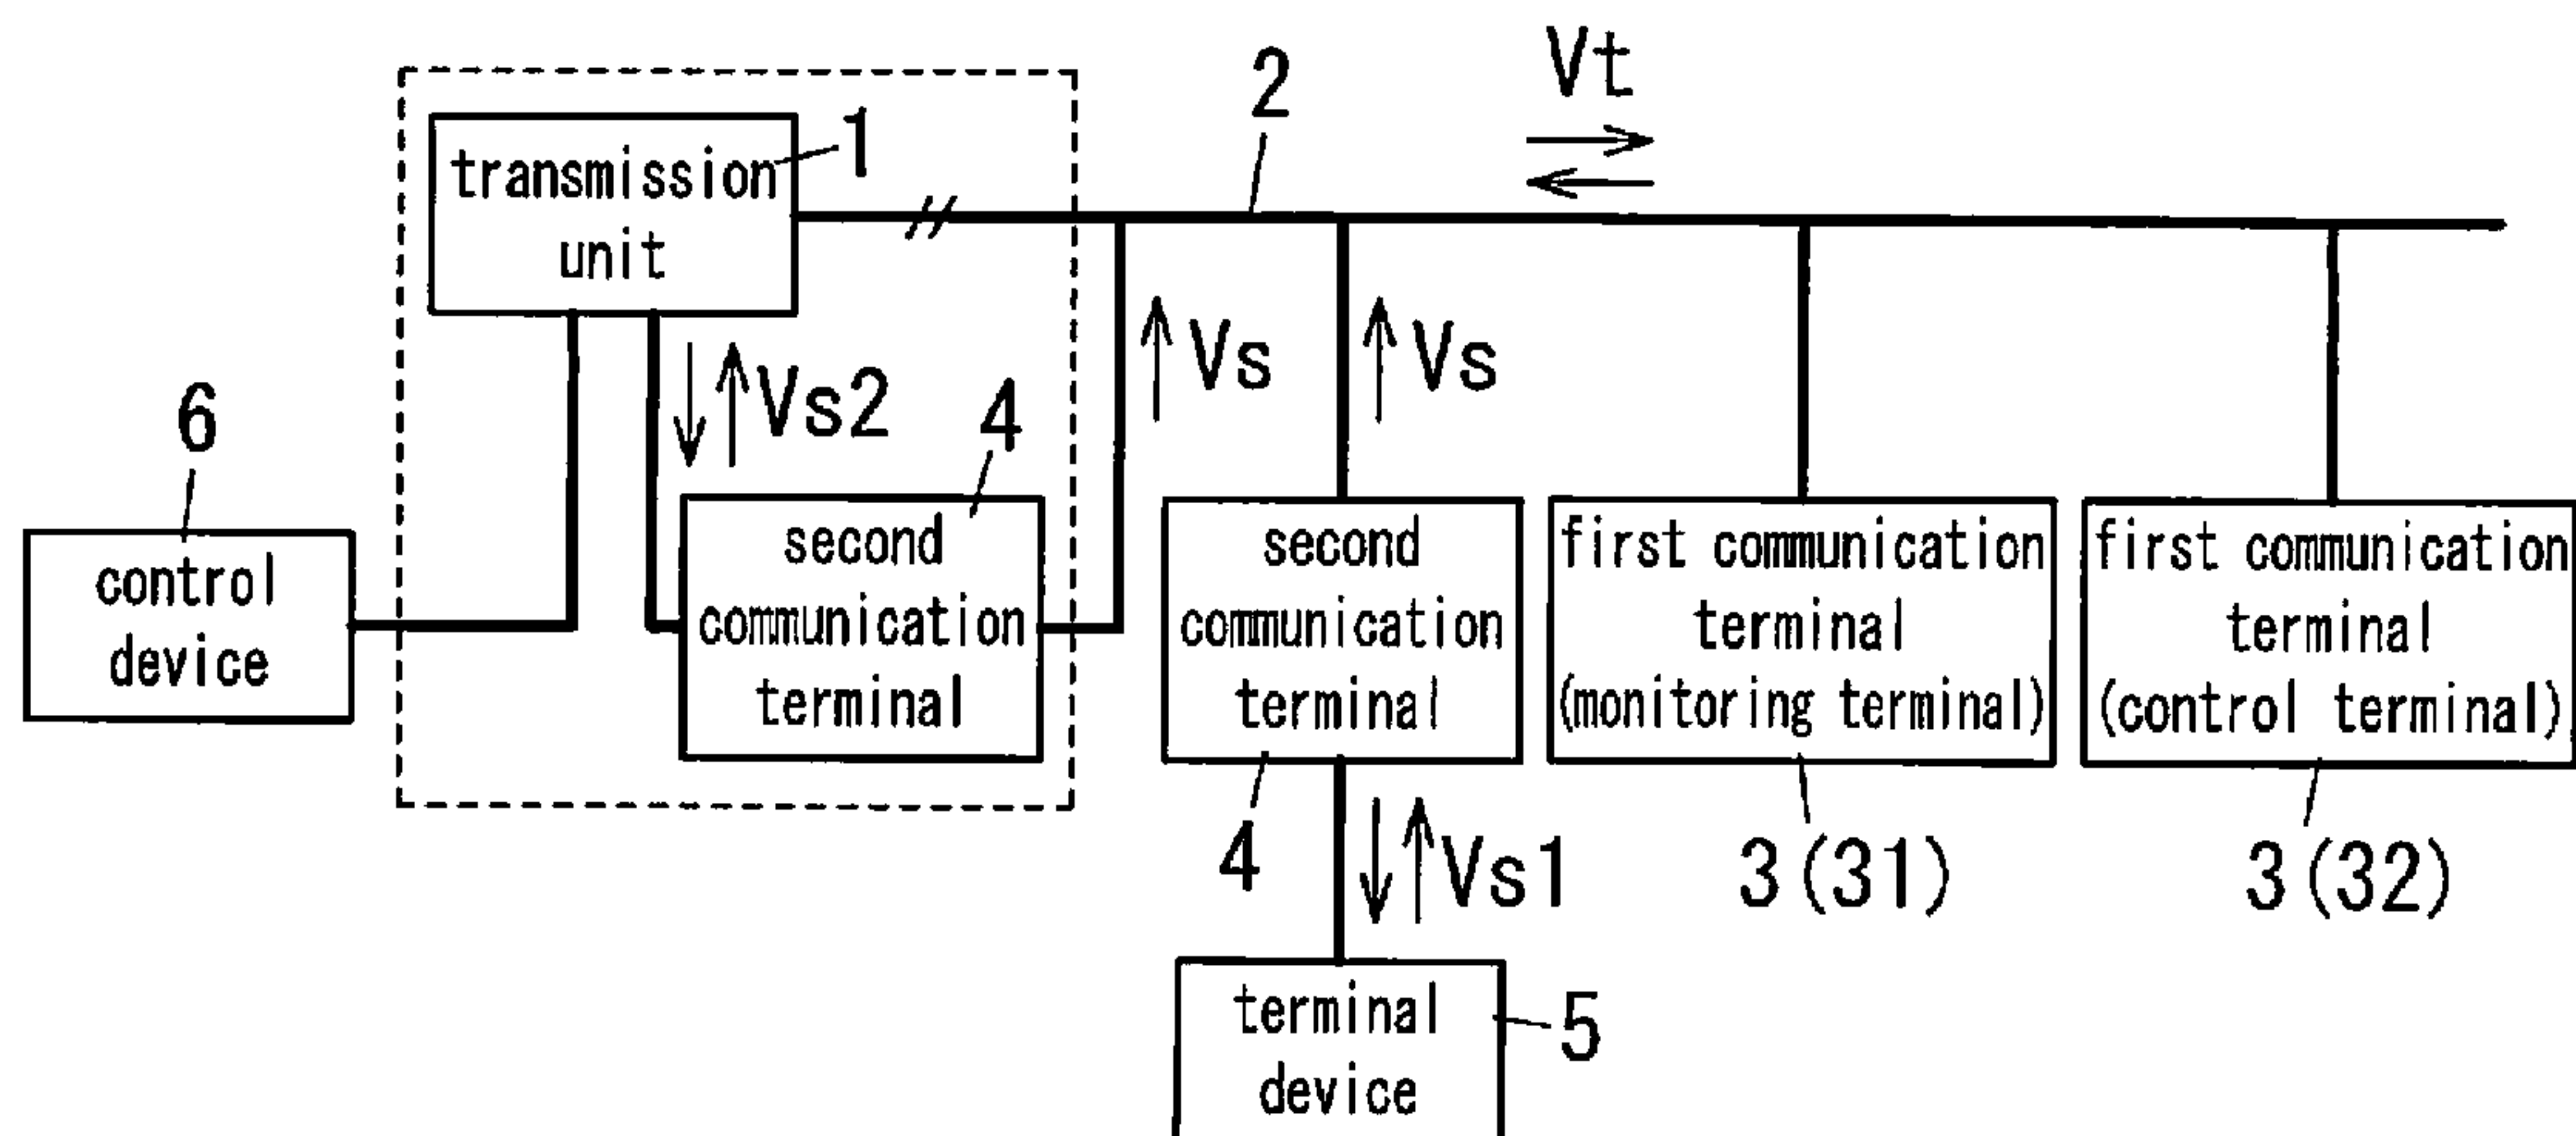 Vt
2
1
transmission
unit
Vs
Vs
Vs2
4
6
control
device
second
communication
terminal
second
communication
terminal
first communication
terminal
(monitoring terminal)
first communication
terminal
(control terminal)
4
Vs1
3(31)
3(32)
terminal
device
5